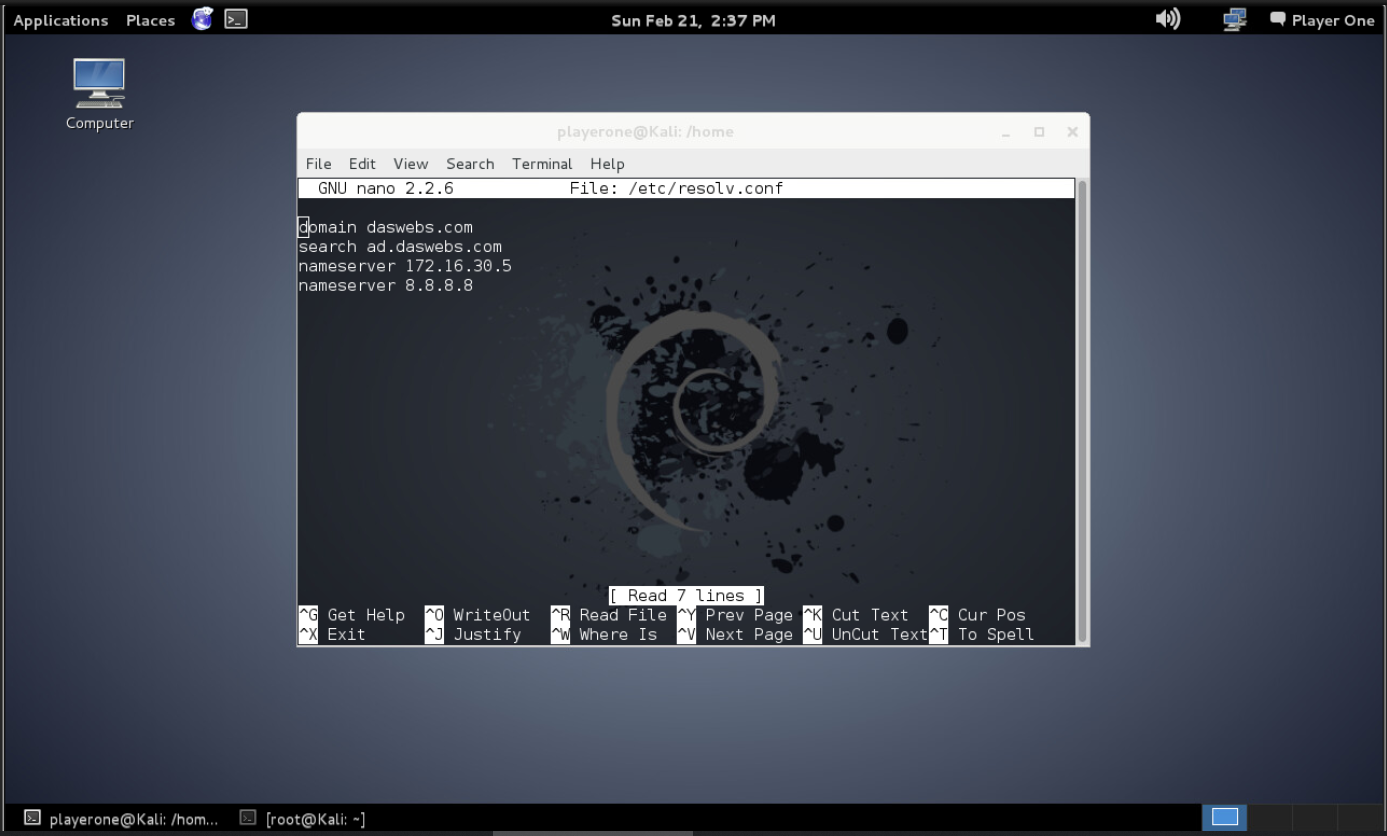 Applications Places Sun Feb 21, 2:37 PM Player One
Computer
playerone@Kali: /home
File Edit View Search Terminal Help
GNU nano 2.2.6 File: /etc/resolv.conf
domain daswebs.com
search ad.daswebs.com
nameserver 172.16.30.5
nameserver 8.8.8.8
[ Read 7 lines ]
^G Get Help ^O WriteOut ^R Read File ^Y Prev Page ^K Cut Text ^C Cur Pos
^X Exit ^J Justify ^W Where Is ^V Next Page ^U UnCut Text ^T To Spell
playerone@Kali: /hom... [root@Kali: ~]